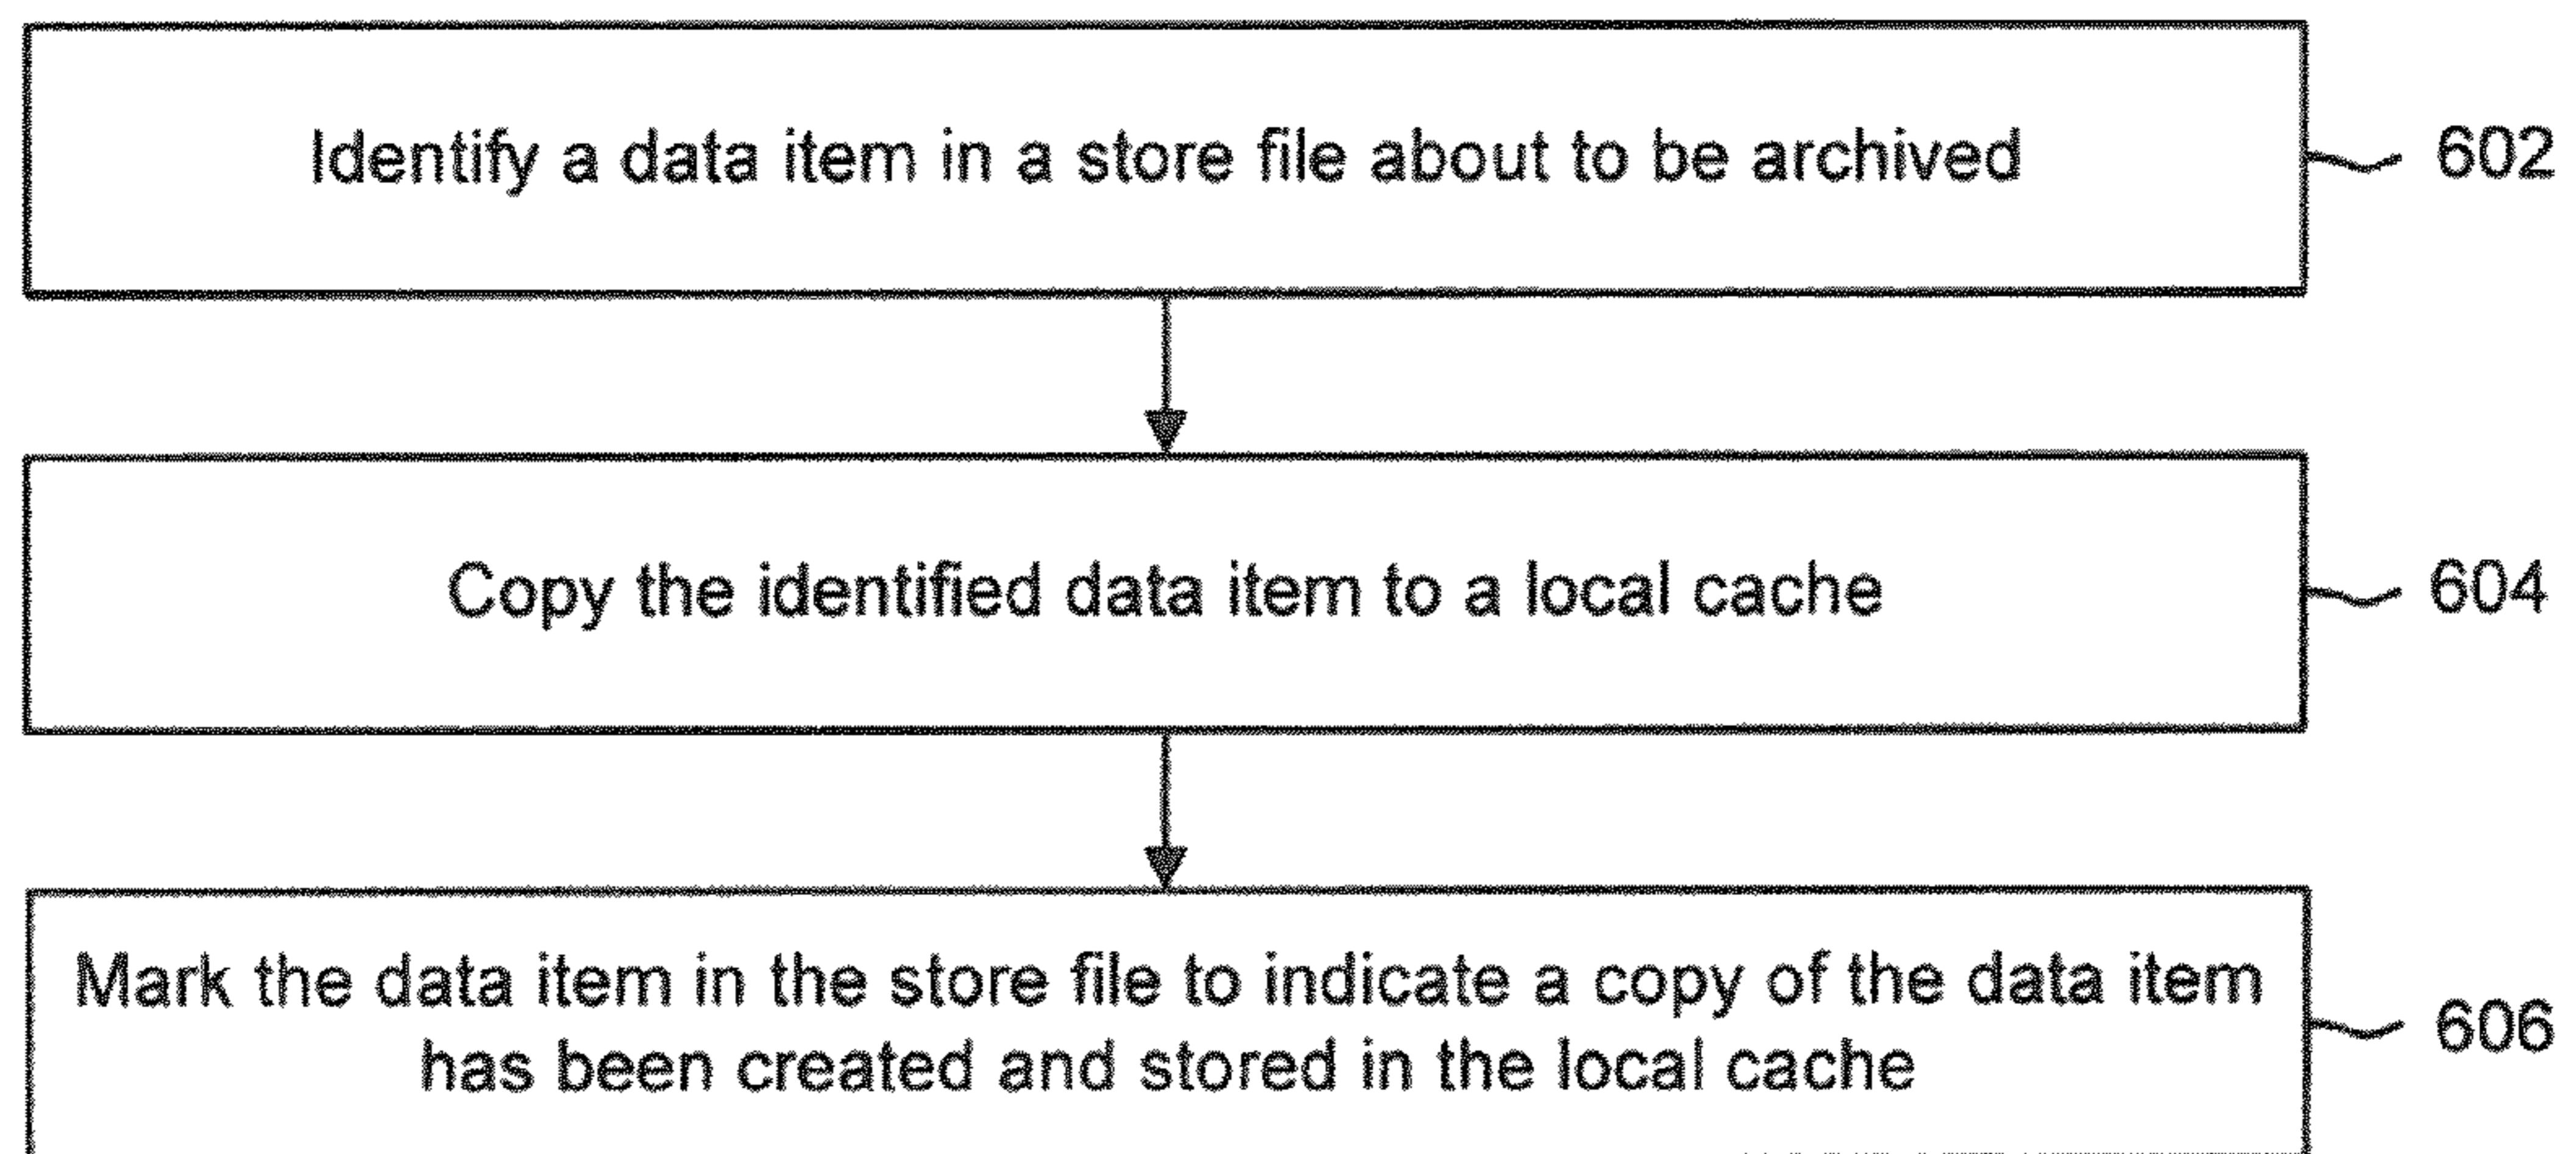 Identify a data item in a store file about to be archived
602
Copy the identified data item to a local cache
604
Mark the data item in the store file to indicate a copy of the data item
has been created and stored in the local cache
606